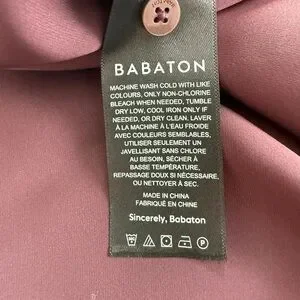 BABATON
MACHINE WASH COLD WITH LIKE
COLOURS, ONLY NON-CHLORINE
BLEACH WHEN NEEDED, TUMBLE
DRY LOW, COOL IRON ONLY IF
NEEDED, OR DRY CLEAN. LAVER
À LA MACHINE À L'EAU FROIDE
AVEC COULEURS SEMBLABLES,
UTILISER SEULEMENT UN
JAVELLISANT SANS CHLORE
AU BESOIN, SÉCHER À
BASSE TEMPÉRATURE,
REPASSAGE DOUX SI NÉCESSAIRE,
OU NETTOYER À SEC.
MADE IN CHINA
FABRIQUÉ EN CHINE
Sincerely, Babaton
P